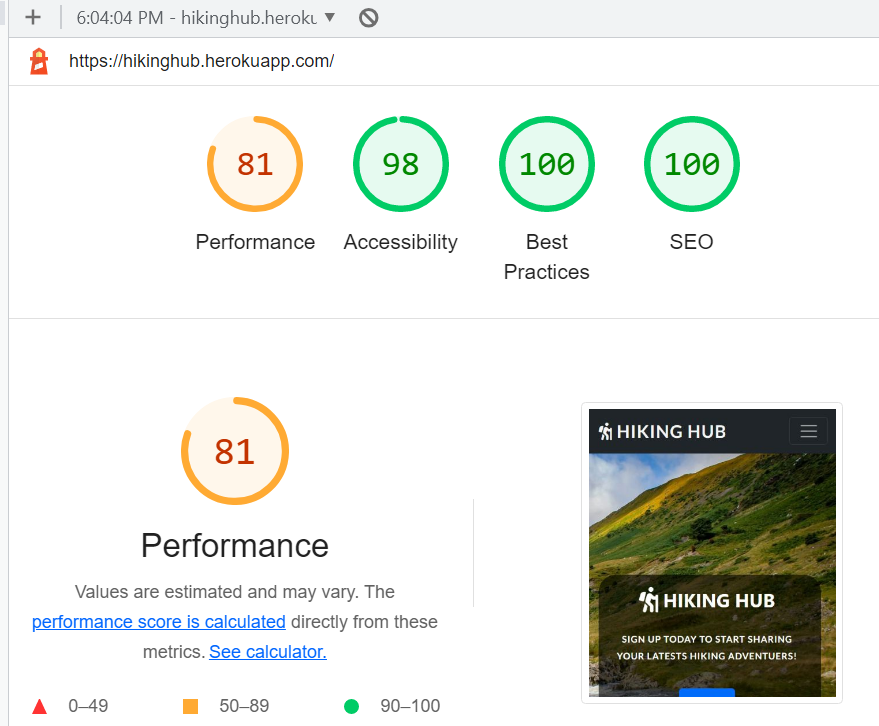 6:04:04 PM - hikinghub.heroku
https://hikinghub.herokuapp.com/
81
98
100
100
Performance
Accessibility
Best
Practices
SEO
81
Performance
Values are estimated and may vary. The
performance score is calculated directly from these
metrics. See calculator.
0–49
50–89
90–100
HIKING HUB
HIKING HUB
SIGN UP TODAY TO START SHARING
YOUR LATESTS HIKING ADVENTUERS!